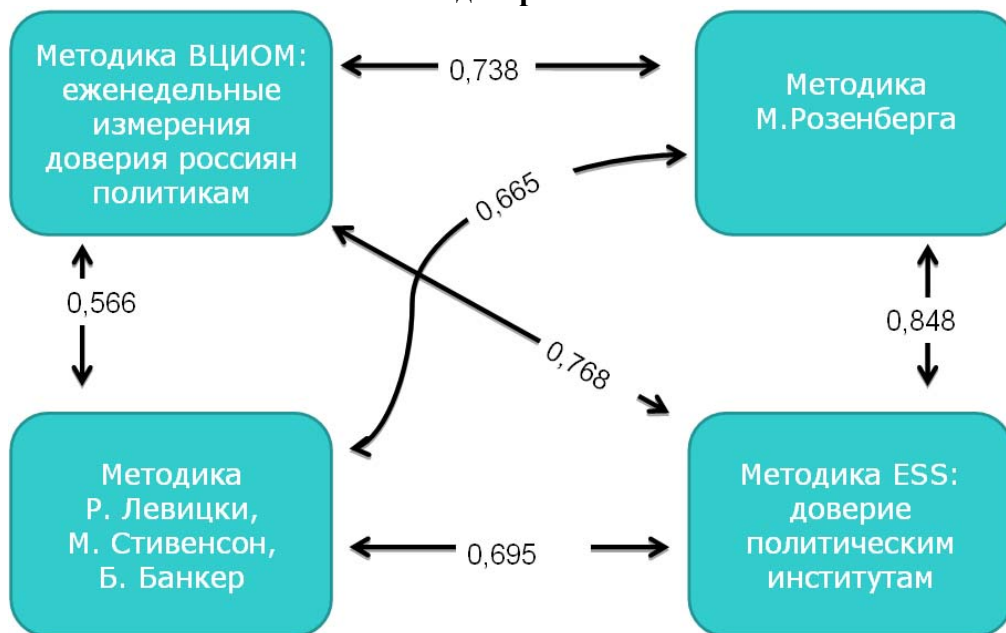 Методика ВЦИОМ:
еженедельные
измерения
доверия россиян
политикам
0,738
Методика
М.Розенберга
0,665
0,566
0,848
0,768
Методика
Р. Левицки,
М. Стивенсон,
Б. Банкер
0,695
Методика ESS:
доверие
политическим
институтам